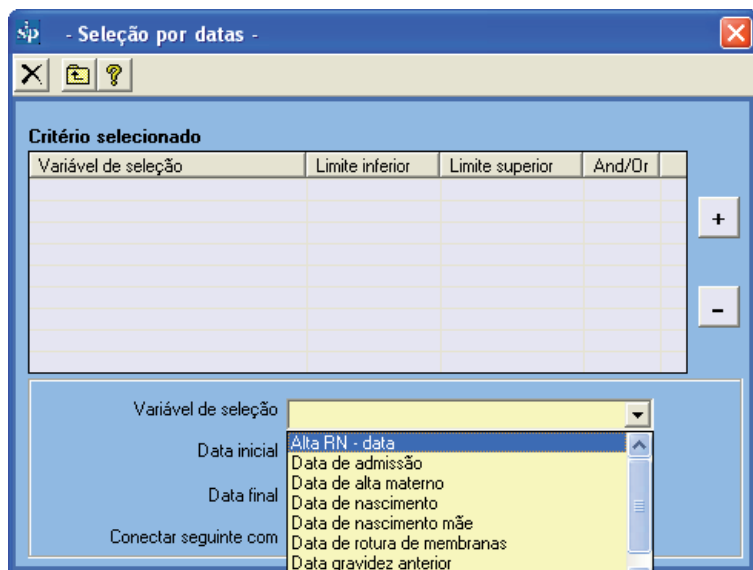 sip - Seleção por datas -
?
Critério selecionado
Variável de seleção Limite inferior Limite superior And/Or
+
-
Variável de seleção
Alta RN - data
Data inicial
Data de admissão
Data de alta materno
Data final
Data de nascimento
Data de nascimento mãe
Conectar seguinte com
Data de rotura de membranas
Data gravidez anterior